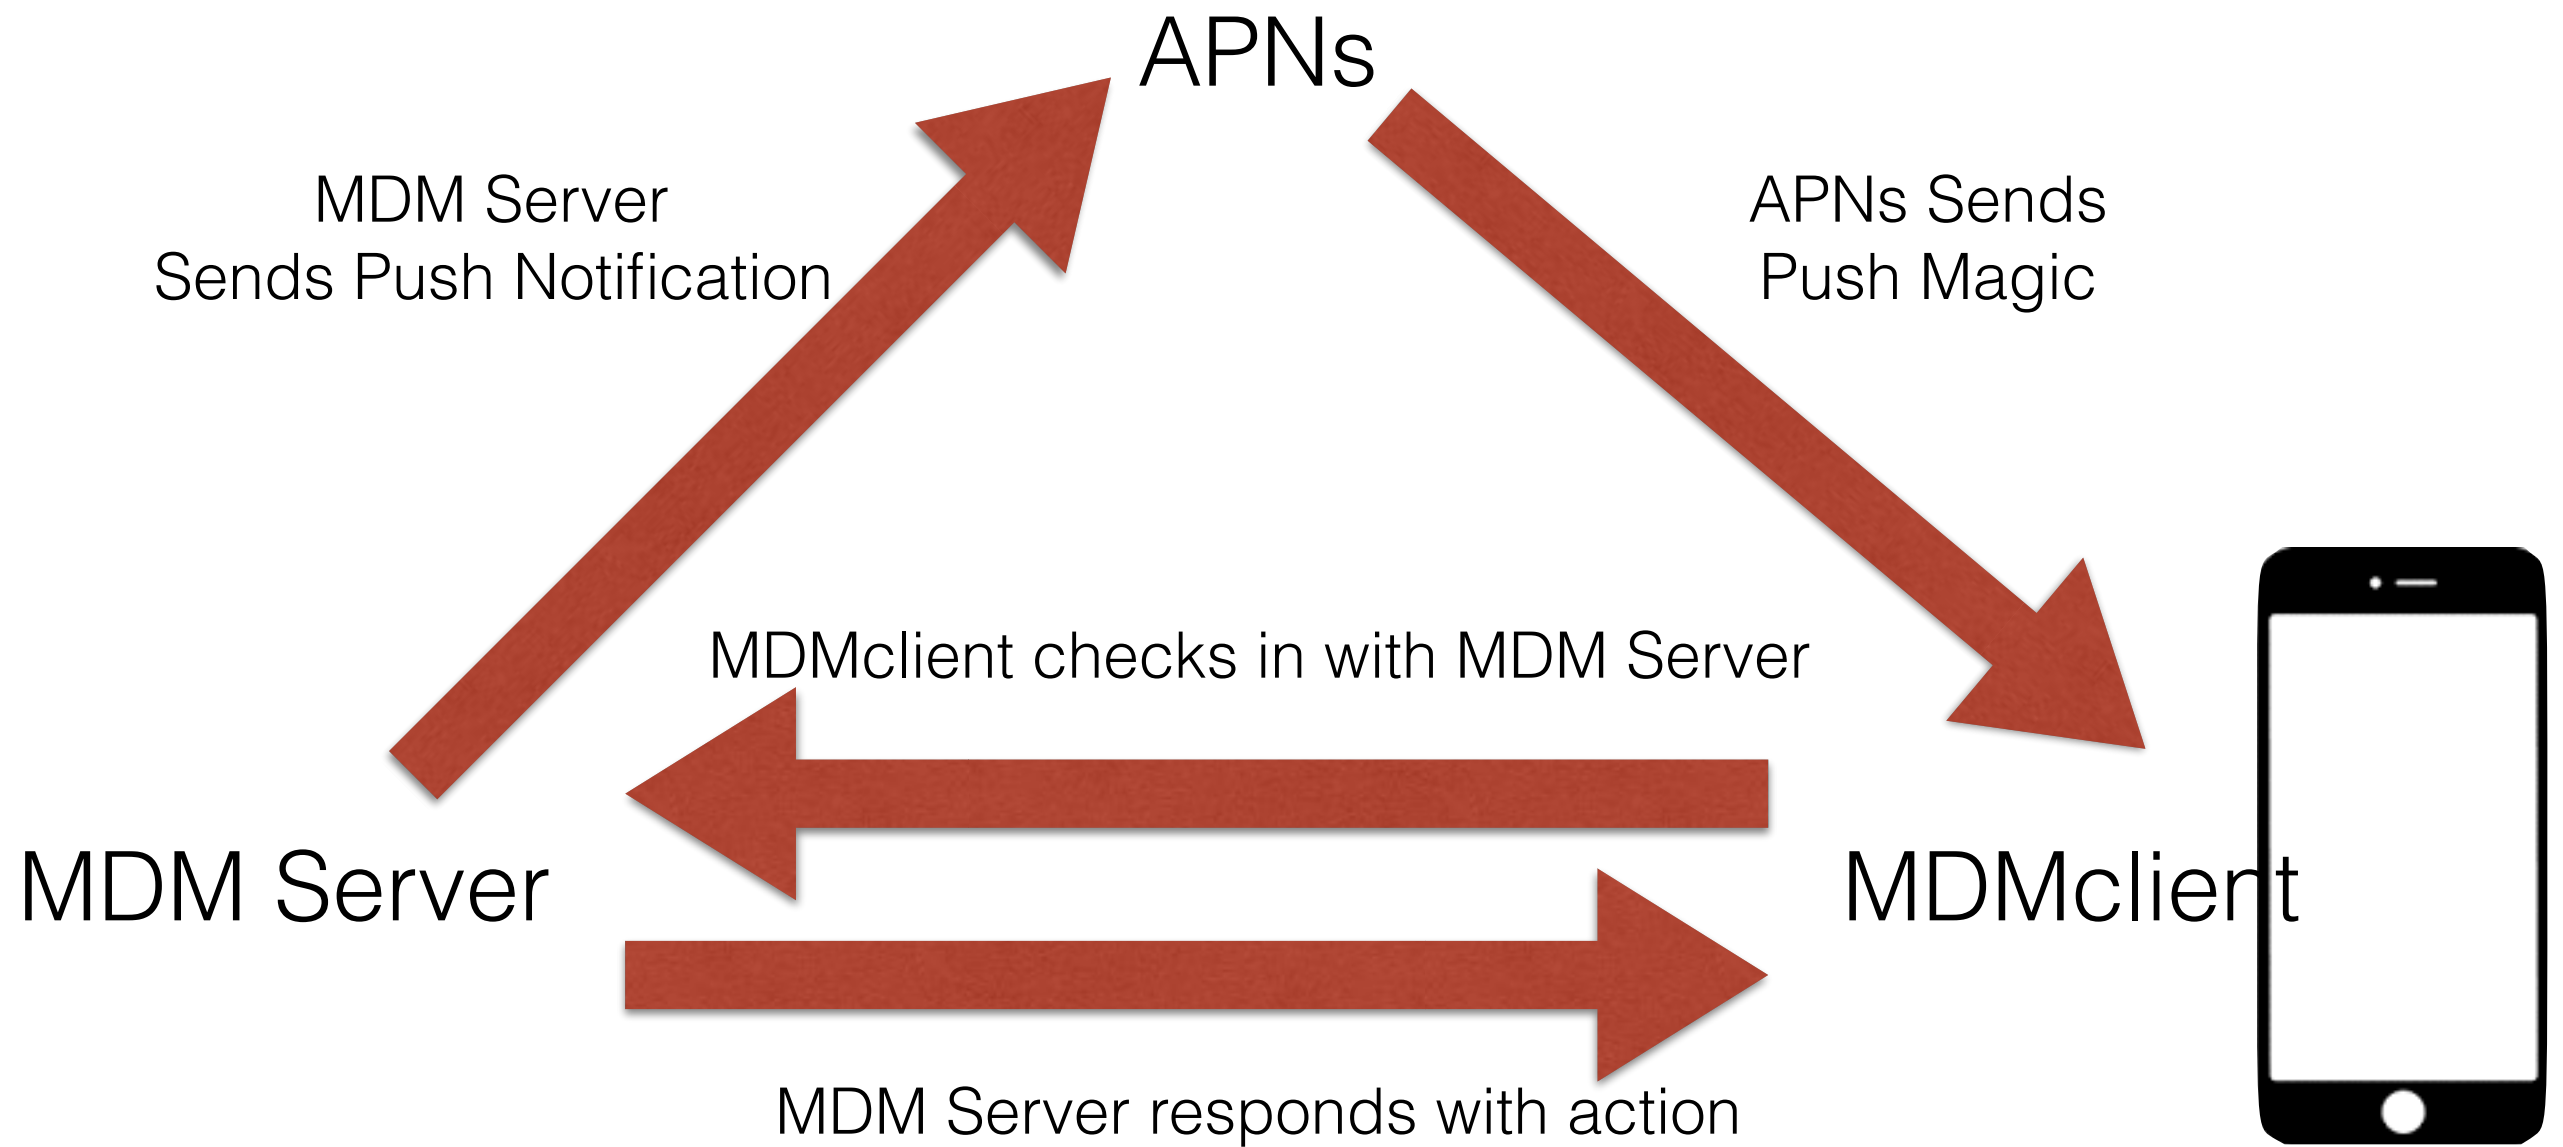 APNs
MDM Server
Sends Push Notification
APNs Sends
Push Magic
MDMclient checks in with MDM Server
MDM Server
MDMclient
MDM Server responds with action